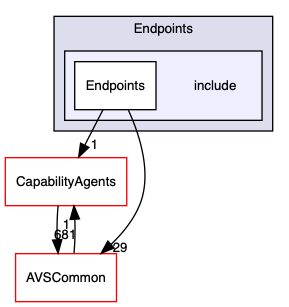 Endpoints
Endpoints
include
1
CapabilityAgents
1
681
29
AVSCommon